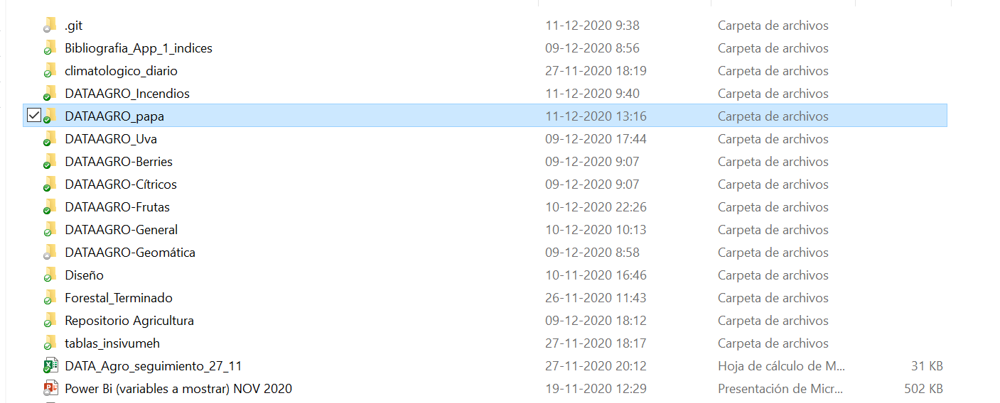 .git 11-12-2020 9:38 Carpeta de archivos
Bibliografia_App_1_indices 09-12-2020 8:56 Carpeta de archivos
climatologico_diario 27-11-2020 18:19 Carpeta de archivos
DATAAGRO_Incendios 11-12-2020 9:40 Carpeta de archivos
DATAAGRO_papa 11-12-2020 13:16 Carpeta de archivos
DATAAGRO_Uva 09-12-2020 17:44 Carpeta de archivos
DATAAGRO-Berries 09-12-2020 9:07 Carpeta de archivos
DATAAGRO-Cítricos 09-12-2020 9:07 Carpeta de archivos
DATAAGRO-Frutas 10-12-2020 22:26 Carpeta de archivos
DATAAGRO-General 10-12-2020 10:13 Carpeta de archivos
DATAAGRO-Geomática 09-12-2020 8:58 Carpeta de archivos
Diseño 10-11-2020 16:46 Carpeta de archivos
Forestal_Terminado 26-11-2020 11:43 Carpeta de archivos
Repositorio Agricultura 09-12-2020 18:12 Carpeta de archivos
tablas_insivumeh 27-11-2020 18:17 Carpeta de archivos
DATA_Agro_seguimiento_27_11 27-11-2020 20:12 Hoja de cálculo de M... 31 KB
Power Bi (variables a mostrar) NOV 2020 19-11-2020 12:29 Presentación de Micr... 502 KB